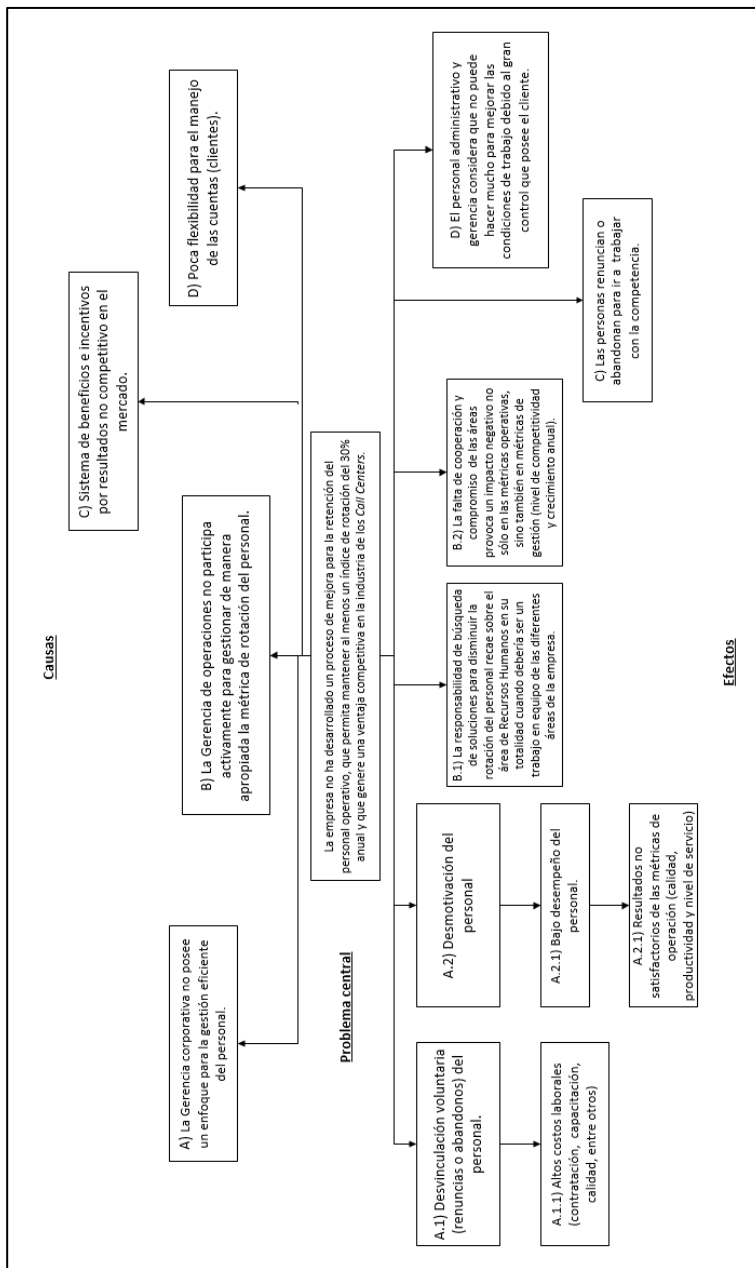 Causas
C) Sistema de beneficios e incentivos
por resultados no competitivo en el
mercado.
A) La Gerencia corporativa no posee
un enfoque para la gestión eficiente
del personal.
B) La Gerencia de operaciones no participa
activamente para gestionar de manera
apropiada la métrica de rotación del personal.
D) Poca flexibilidad para el manejo
de las cuentas (clientes).
Problema central
La empresa no ha desarrollado un proceso de mejora para la retención del
personal operativo, que permita mantener al menos un índice de rotación del 30%
anual y que genere una ventaja competitiva en la industria de los Call Centers.
A.1) Desvinculación voluntaria
(renuncias o abandonos) del
personal.
A.1.1) Altos costos laborales
(contratación, capacitación,
calidad, entre otros)
A.2) Desmotivación del
personal
A.2.1) Bajo desempeño del
personal.
A.2.1) Resultados no
satisfactorios de las métricas de
operación (calidad,
productividad y nivel de servicio)
B.1) La responsabilidad de búsqueda
de soluciones para disminuir la
rotación del personal recae sobre el
área de Recursos Humanos en su
totalidad cuando debería ser un
trabajo en equipo de las diferentes
áreas de la empresa.
B.2) La falta de cooperación y
compromiso de las áreas
provoca un impacto negativo no
sólo en las métricas operativas,
sino también en métricas de
gestión (nivel de competitividad
y crecimiento anual).
C) Las personas renuncian o
abandonan para ir a trabajar
con la competencia.
D) El personal administrativo y
gerencia considera que no puede
hacer mucho para mejorar las
condiciones de trabajo debido al gran
control que posee el cliente.
Efectos